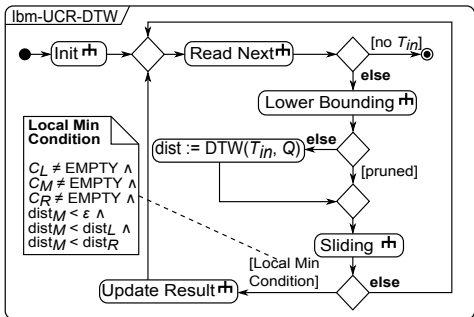 lbm-UCR-DTW
Init
Read Next
[no T_in]
else
Lower Bounding
else
dist := DTW(T_in, Q)
[pruned]
Local Min
Condition
C_L ≠ EMPTY ∧
C_M ≠ EMPTY ∧
C_R ≠ EMPTY ∧
dist_M < ε ∧
dist_M < dist_L ∧
dist_M < dist_R
Sliding
[Local Min
Condition]
else
Update Result